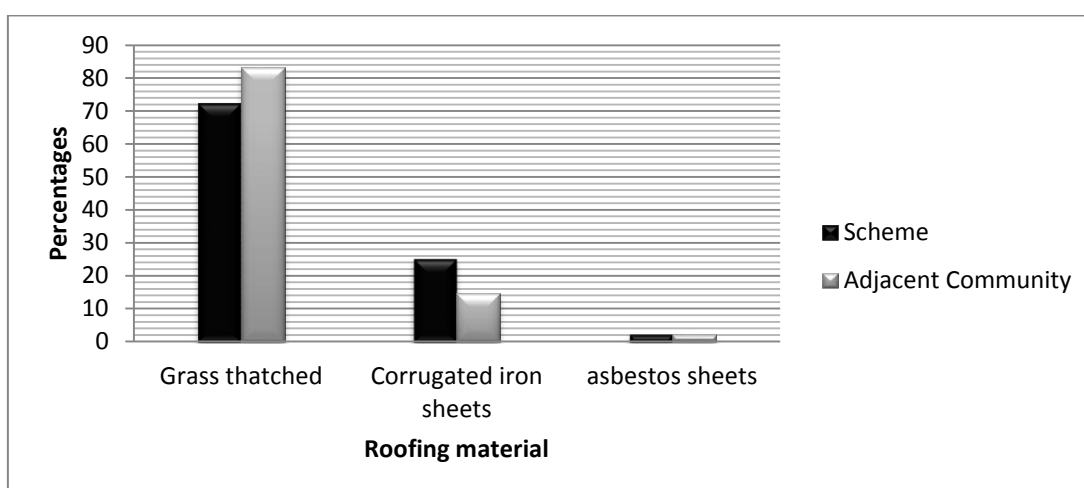 90
80
70
60
50
40
30
20
10
0
Percentages
Grass thatched
Corrugated iron
sheets
asbestos sheets
Roofing material
Scheme
Adjacent Community